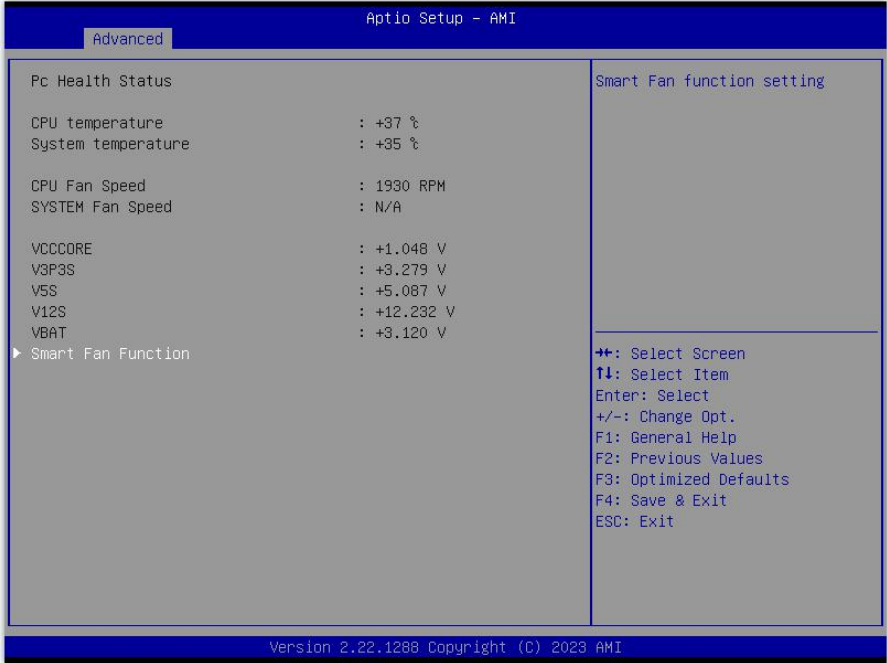 Aptio Setup – AMI
Advanced
Pc Health Status
CPU temperature : +37 ℃
System temperature : +35 ℃
CPU Fan Speed : 1930 RPM
SYSTEM Fan Speed : N/A
VCCCORE : +1.048 V
V3P3S : +3.279 V
V5S : +5.087 V
V12S : +12.232 V
VBAT : +3.120 V
Smart Fan Function
Smart Fan function setting
→←: Select Screen
↑↓: Select Item
Enter: Select
+/-: Change Opt.
F1: General Help
F2: Previous Values
F3: Optimized Defaults
F4: Save & Exit
ESC: Exit
Version 2.22.1288 Copyright (C) 2023 AMI